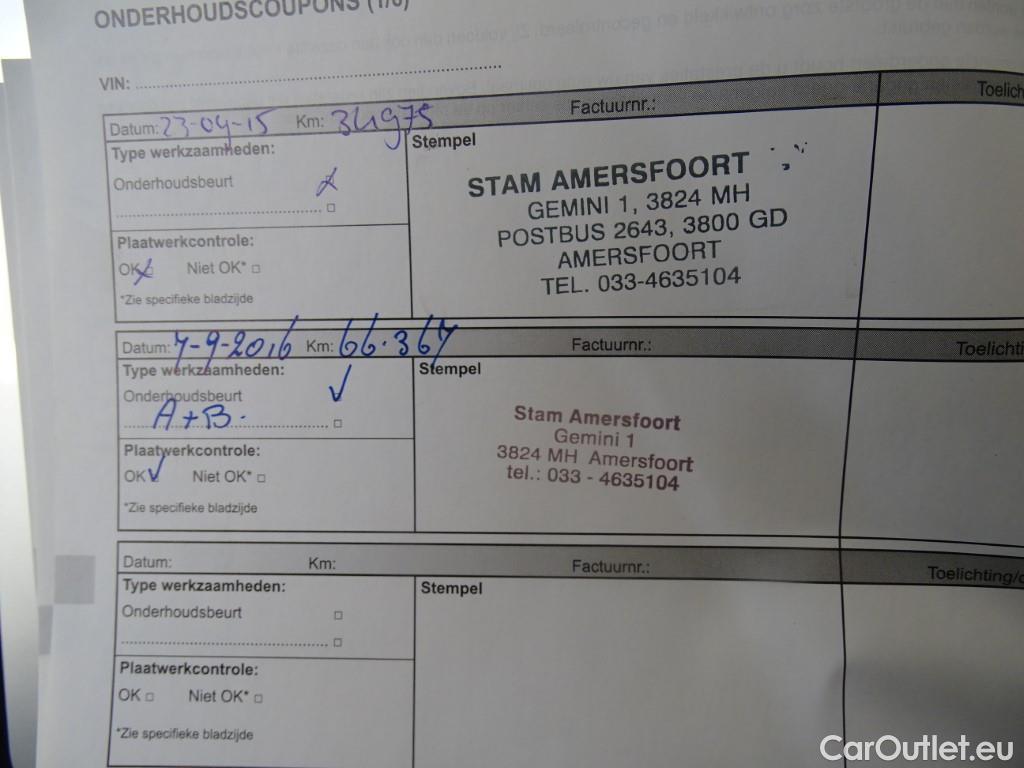 ONDERHOUDSCOUPONS (1/6)
VIN:
Datum: 23-04-15 Km: 34975 Factuurnr.: Toelich
Type werkzaamheden:
Onderhoudsbeurt
Plaatwerkcontrole:
OK Niet OK*
*Zie specifieke bladzijde
Stempel
STAM AMERSFOORT
GEMINI 1, 3824 MH
POSTBUS 2643, 3800 GD
AMERSFOORT
TEL. 033-4635104
Datum: 7-9-2016 Km: 66.367 Factuurnr.: Toelichti
Type werkzaamheden:
Onderhoudsbeurt
A+B.
Plaatwerkcontrole:
OK Niet OK*
*Zie specifieke bladzijde
Stempel
Stam Amersfoort
Gemini 1
3824 MH Amersfoort
tel.: 033 - 4635104
Datum: Km: Factuurnr.: Toelichting/
Type werkzaamheden:
Onderhoudsbeurt
Plaatwerkcontrole:
OK Niet OK*
*Zie specifieke bladzijde
Stempel
CarOutlet.eu